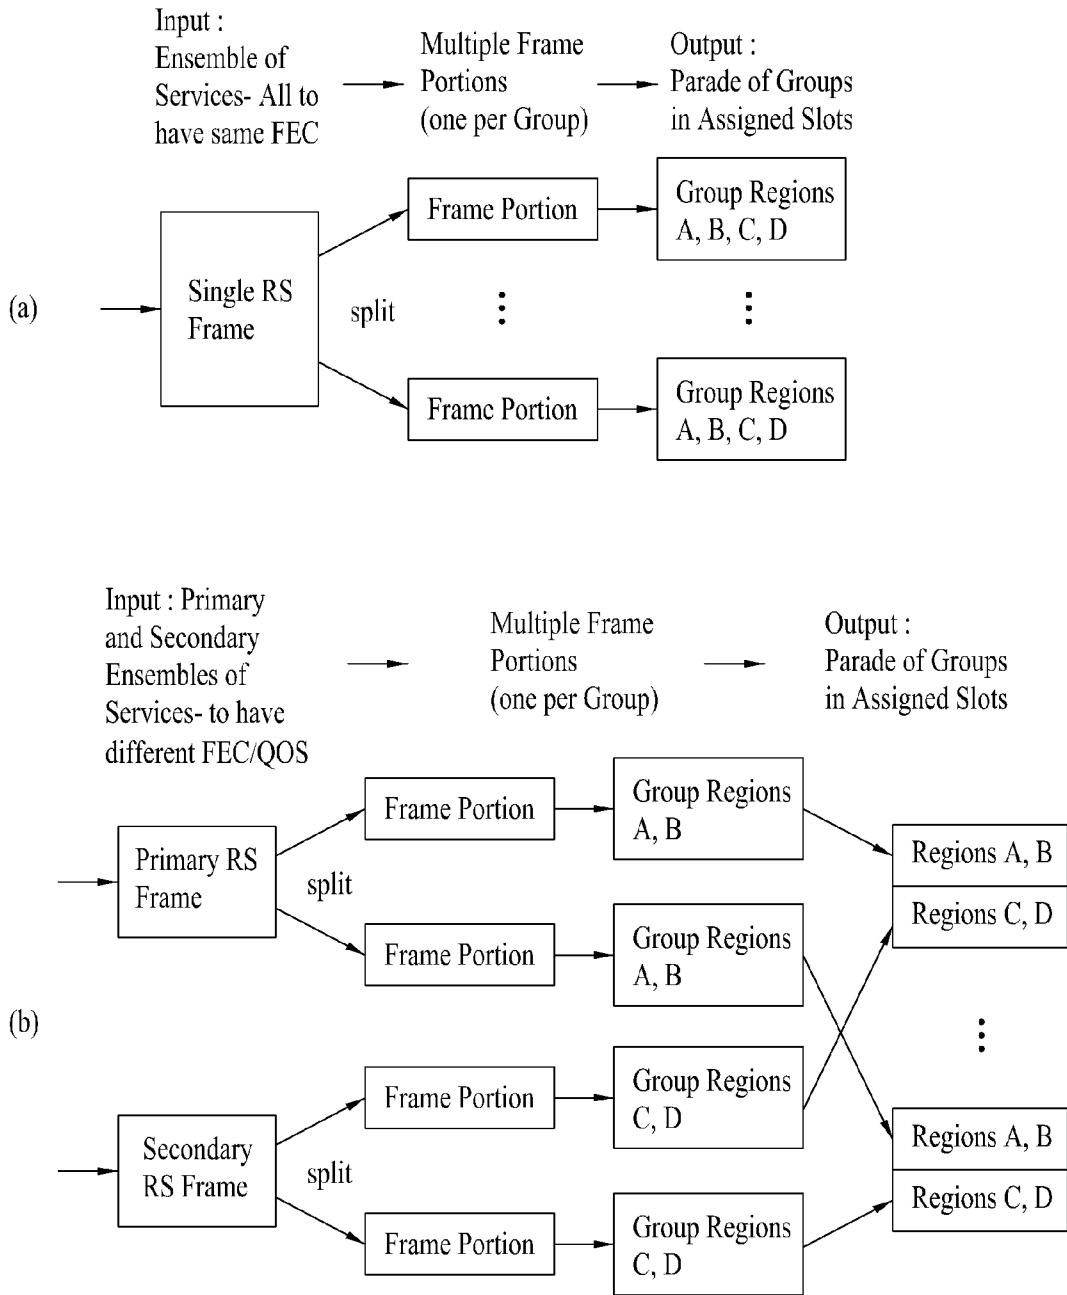 Input :
Ensemble of
Services- All to
have same FEC
Multiple Frame
Portions
(one per Group)
Output :
Parade of Groups
in Assigned Slots
(a)
Single RS
Frame
split
Frame Portion
Group Regions
A, B, C, D
Frame Portion
Group Regions
A, B, C, D
Input : Primary
and Secondary
Ensembles of
Services- to have
different FEC/QOS
Multiple Frame
Portions
(one per Group)
Output :
Parade of Groups
in Assigned Slots
(b)
Primary RS
Frame
split
Frame Portion
Group Regions
A, B
Frame Portion
Group Regions
A, B
Secondary
RS Frame
split
Frame Portion
Group Regions
C, D
Frame Portion
Group Regions
C, D
Regions A, B
Regions C, D
Regions A, B
Regions C, D